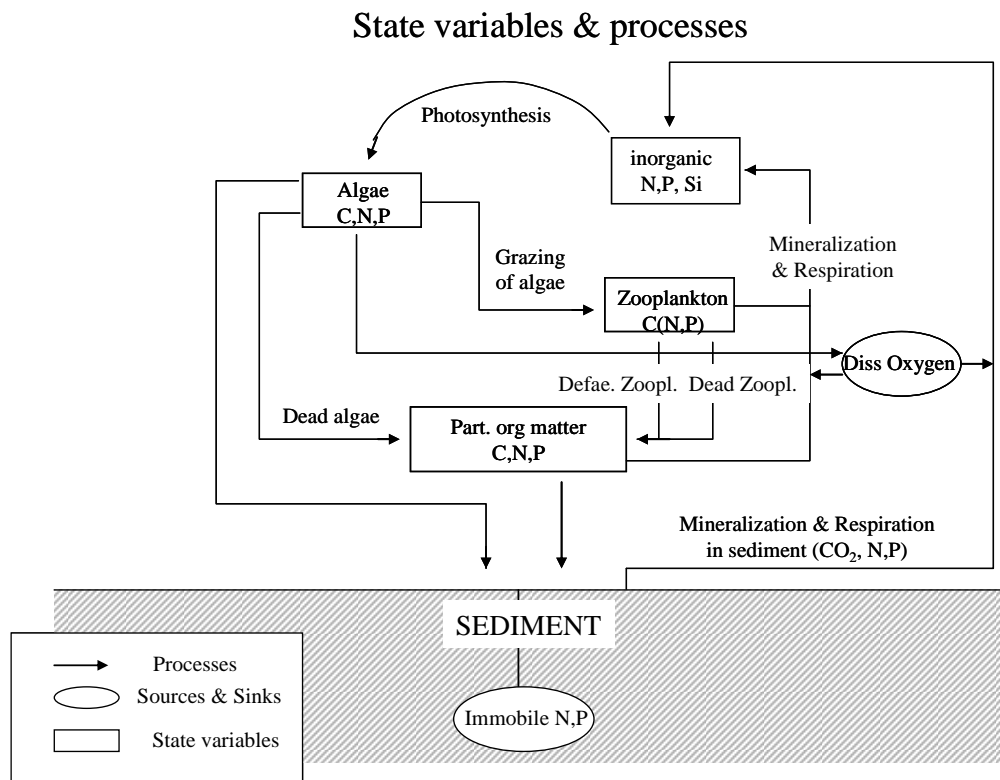 State variables & processes
Photosynthesis
inorganic
N,P, Si
Algae
C,N,P
Mineralization
& Respiration
Grazing
of algae
Zooplankton
C(N,P)
Diss Oxygen
Defae. Zoopl.
Dead Zoopl.
Dead algae
Part. org matter
C,N,P
Mineralization & Respiration
in sediment (CO₂, N,P)
SEDIMENT
Immobile N,P
Processes
Sources & Sinks
State variables